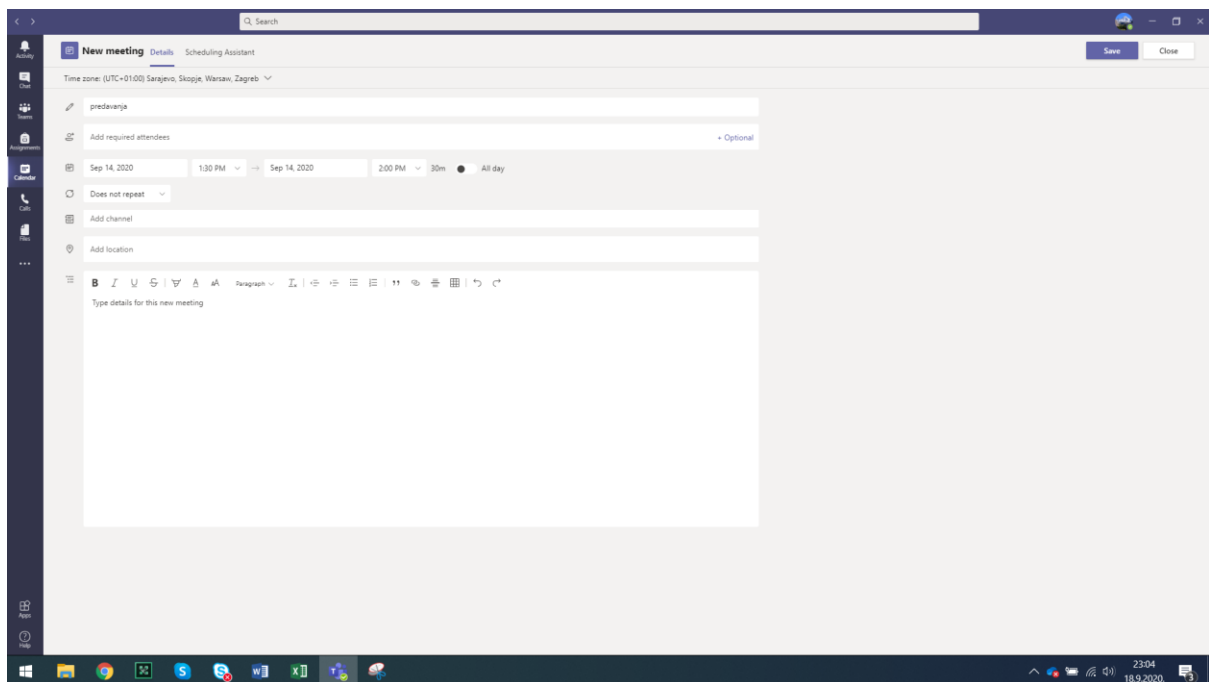 Search
Activity
Chat
Teams
Assignments
Calendar
Calls
Files
Apps
Help
New meeting Details Scheduling Assistant
Save Close
Time zone: (UTC+01:00) Sarajevo, Skopje, Warsaw, Zagreb
predavanja
Add required attendees + Optional
Sep 14, 2020 1:30 PM → Sep 14, 2020 2:00 PM 30m All day
Does not repeat
Add channel
Add location
B I U S A AA Paragraph
Type details for this new meeting
23:04
18.9.2020.
3